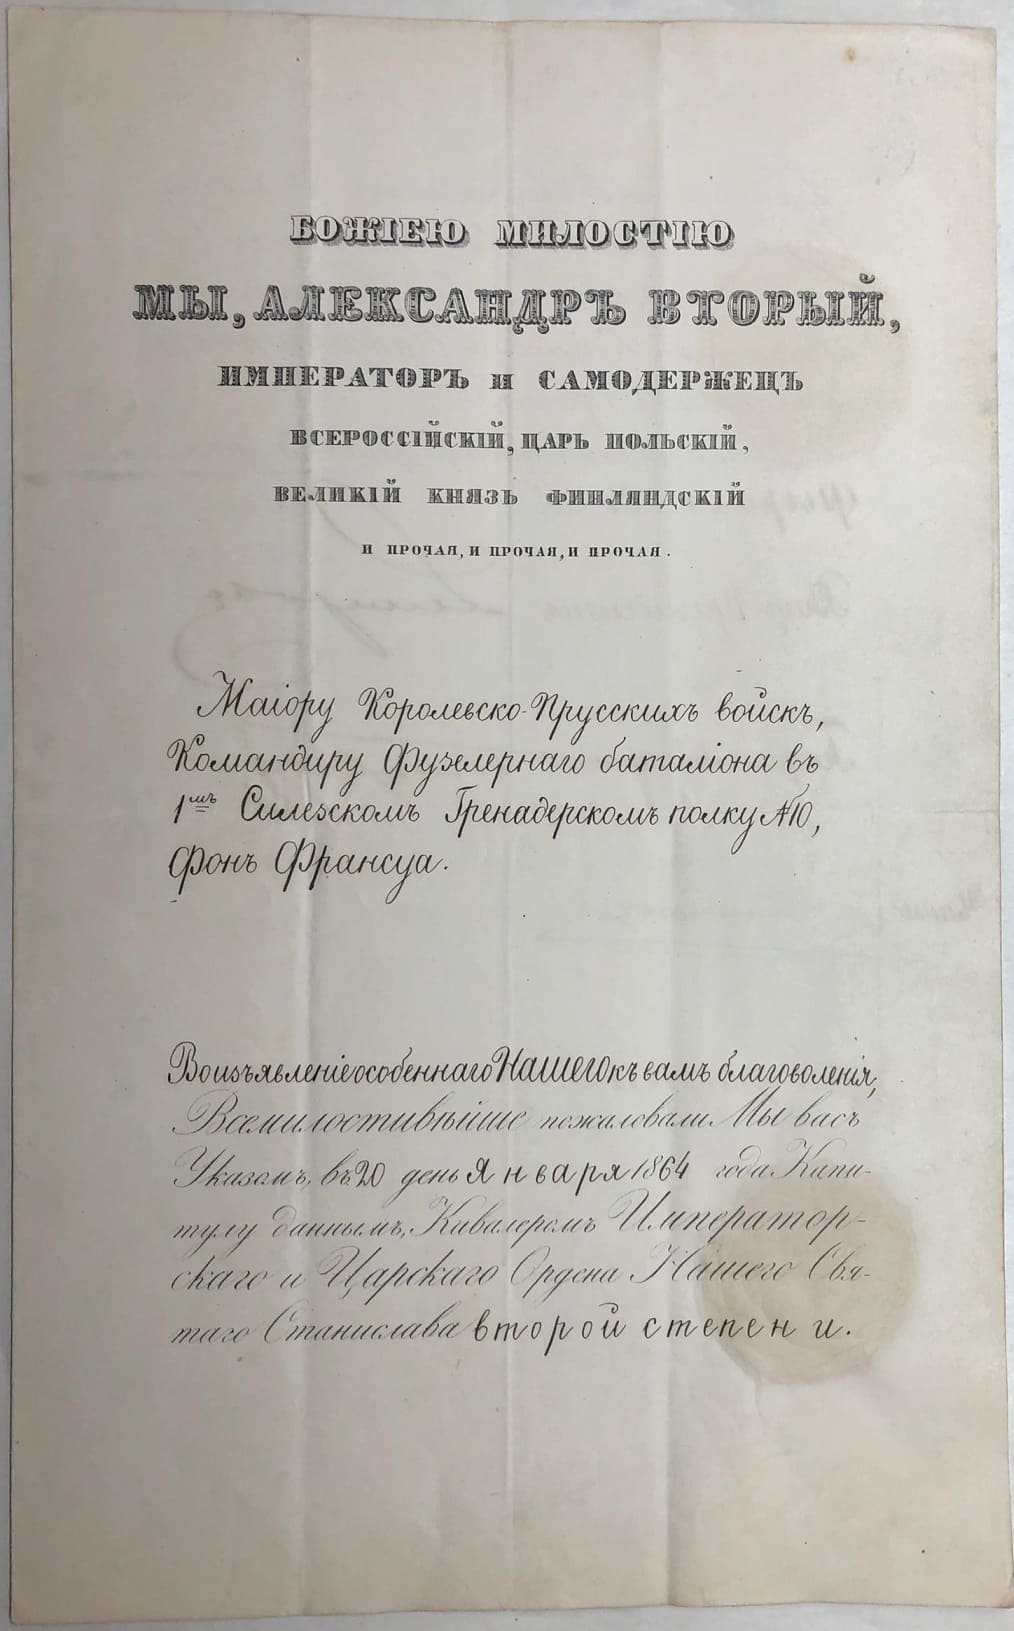 БОЖІЕЮ МИЛОСТІЮ
МЫ, АЛЕКСАНДРЪ ВТОРЫЙ,
ИМПЕРАТОРЪ и САМОДЕРЖЕЦЪ
ВСЕРОССІЙСКІЙ, ЦАРЬ ПОЛЬСКІЙ,
ВЕЛИКІЙ КНЯЗЬ ФИНЛЯНДСКІЙ
И ПРОЧАЯ, И ПРОЧАЯ, И ПРОЧАЯ.
Маіору Королевско-Прусскихъ войскъ,
Командиру Фузелернаго баталіона въ
1мъ Силезскомъ Гренадерскомъ полку №10,
фонъ Франсуа.
Во изъявленіе особеннаго Нашего къ вамъ благоволенія,
Всемилостивѣйше пожаловали Мы васъ
Указомъ, въ 20 день Января 1864 года Капи-
тулу даннымъ, Кавалеромъ Император-
скаго и Царскаго Ордена Нашего Свя-
таго Станислава второй степени.